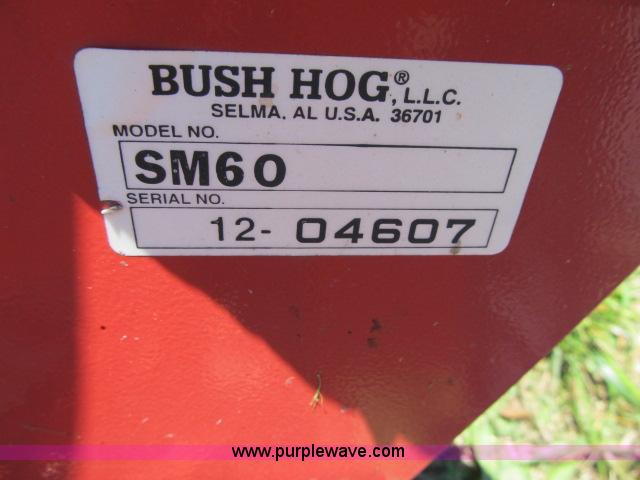 BUSH HOG®, L.L.C.
SELMA, AL U.S.A. 36701
MODEL NO.
SM60
SERIAL NO.
12- 04607
www.purplewave.com